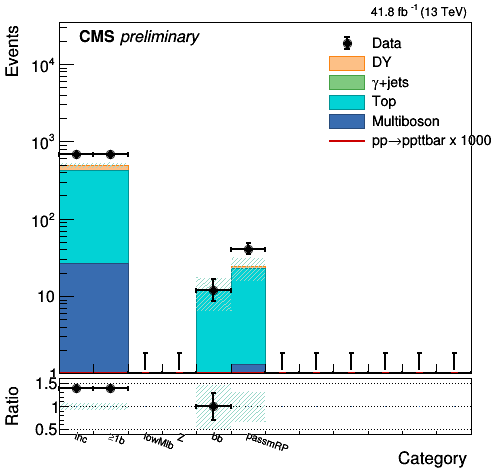 41.8 fb⁻¹ (13 TeV)
CMS preliminary
Events
10⁴
10³
10²
10
1
Data
DY
γ+jets
Top
Multiboson
pp→ppttbar x 1000
Ratio
1.5
1
0.5
inc
≥1b
lowMlb
Z
bb
passmRP
Category